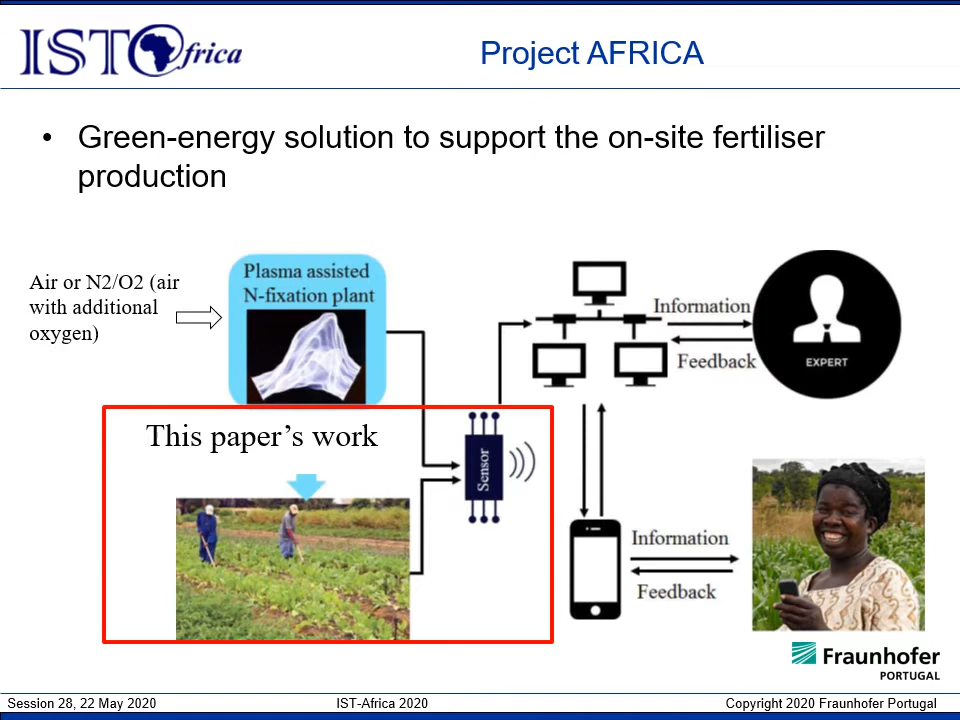 IST Africa
Project AFRICA
• Green-energy solution to support the on-site fertiliser
production
Air or N2/O2 (air
with additional
oxygen)
Plasma assisted
N-fixation plant
Information
Feedback
EXPERT
This paper’s work
Sensor
Information
Feedback
Fraunhofer
PORTUGAL
Session 28, 22 May 2020
IST-Africa 2020
Copyright 2020 Fraunhofer Portugal